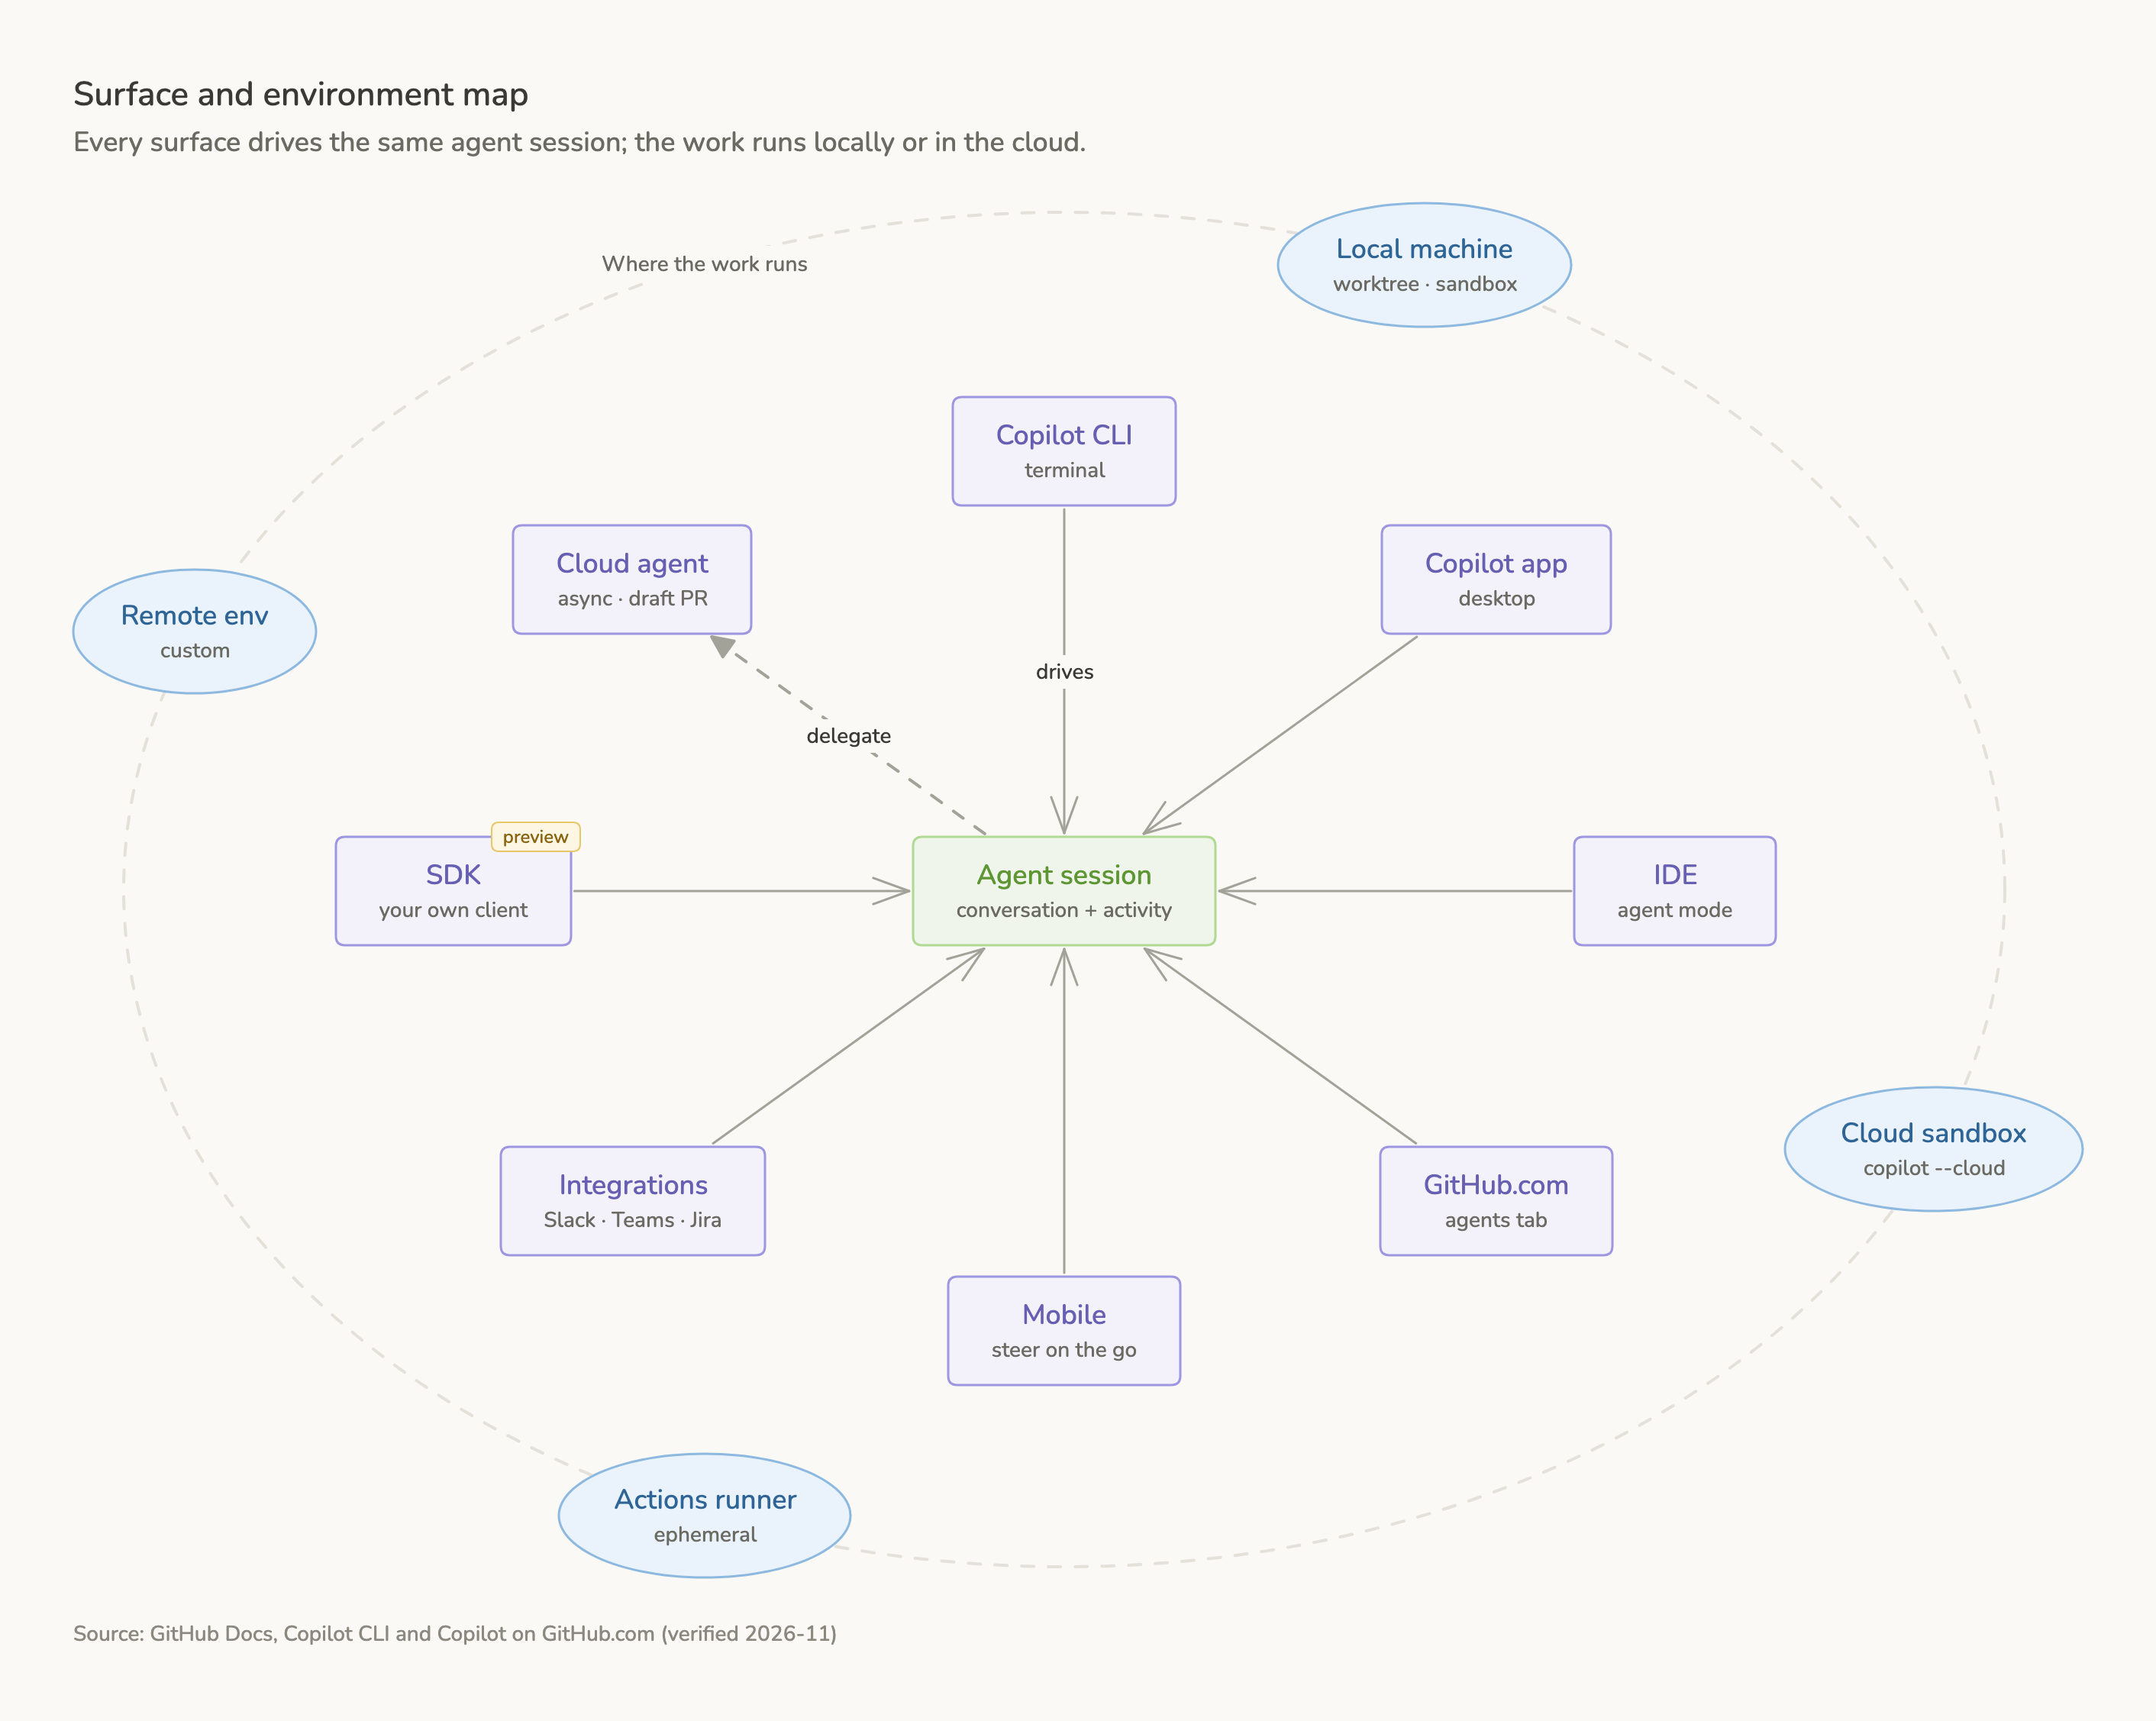 Surface and environment map
Every surface drives the same agent session; the work runs locally or in the cloud.
Where the work runs
Local machine
worktree · sandbox
Copilot CLI
terminal
Cloud agent
async · draft PR
Copilot app
desktop
Remote env
custom
drives
delegate
preview
SDK
your own client
Agent session
conversation + activity
IDE
agent mode
Cloud sandbox
copilot --cloud
Integrations
Slack · Teams · Jira
GitHub.com
agents tab
Mobile
steer on the go
Actions runner
ephemeral
Source: GitHub Docs, Copilot CLI and Copilot on GitHub.com (verified 2026-11)